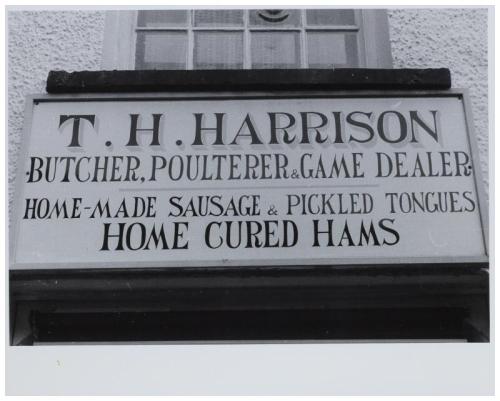 T. H. HARRISON
·BUTCHER, POULTERER & GAME DEALER·
HOME-MADE SAUSAGE & PICKLED TONGUES
HOME CURED HAMS